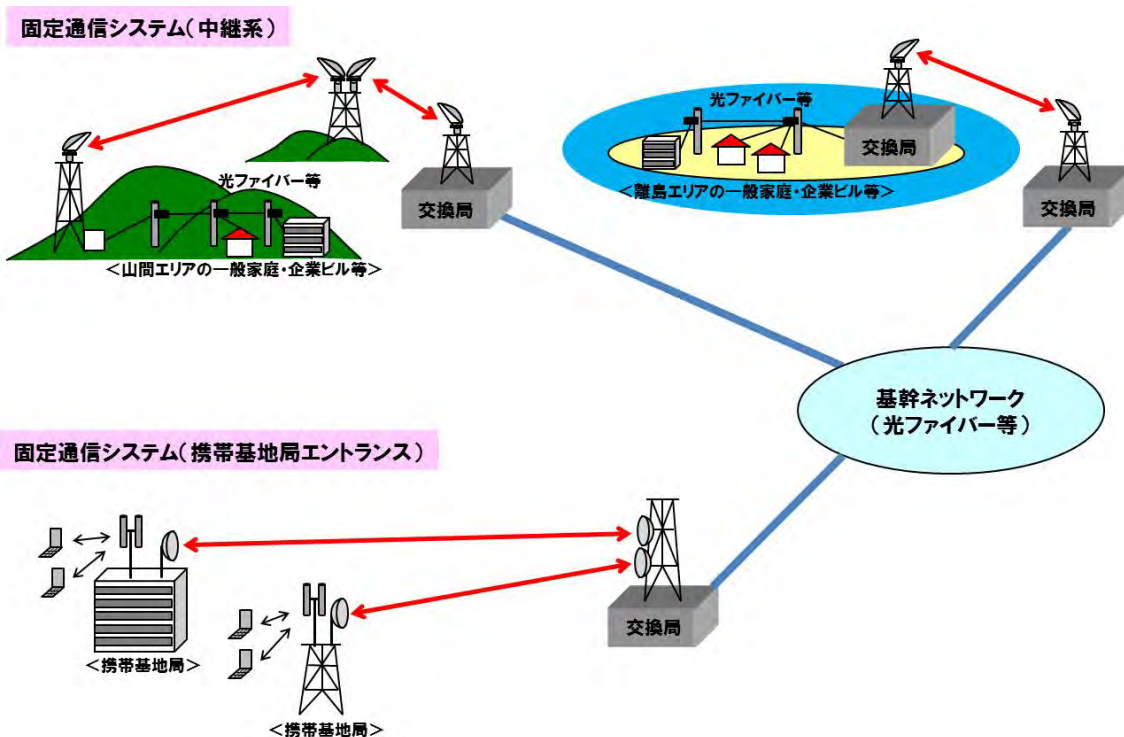 固定通信システム(中継系)
光ファイバー等
交換局
<山間エリアの一般家庭・企業ビル等>
光ファイバー等
交換局
<離島エリアの一般家庭・企業ビル等>
交換局
基幹ネットワーク
(光ファイバー等)
固定通信システム(携帯基地局エントランス)
<携帯基地局>
<携帯基地局>
交換局